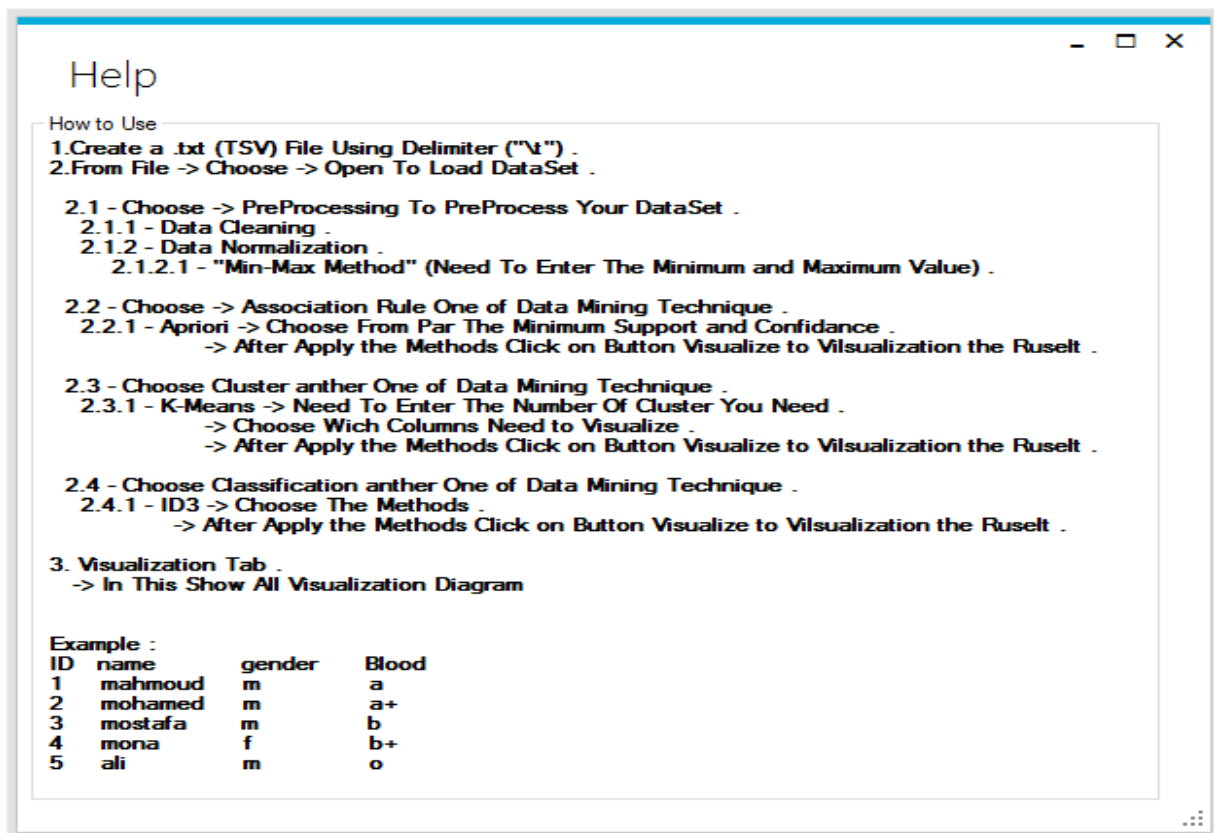 Help
How to Use
1.Create a .txt (TSV) File Using Delimiter ("\t") .
2.From File -> Choose -> Open To Load DataSet .
2.1 - Choose -> PreProcessing To PreProcess Your DataSet .
2.1.1 - Data Cleaning .
2.1.2 - Data Normalization .
2.1.2.1 - "Min-Max Method" (Need To Enter The Minimum and Maximum Value) .
2.2 - Choose -> Association Rule One of Data Mining Technique .
2.2.1 - Apriori -> Choose From Par The Minimum Support and Confidance .
-> After Apply the Methods Click on Button Visualize to Vilsualization the Ruselt .
2.3 - Choose Cluster anther One of Data Mining Technique .
2.3.1 - K-Means -> Need To Enter The Number Of Cluster You Need .
-> Choose Wich Columns Need to Visualize .
-> After Apply the Methods Click on Button Visualize to Vilsualization the Ruselt .
2.4 - Choose Classification anther One of Data Mining Technique .
2.4.1 - ID3 -> Choose The Methods .
-> After Apply the Methods Click on Button Visualize to Vilsualization the Ruselt .
3. Visualization Tab .
-> In This Show All Visualization Diagram
Example :
ID name gender Blood
1 mahmoud m a
2 mohamed m a+
3 mostafa m b
4 mona f b+
5 ali m o